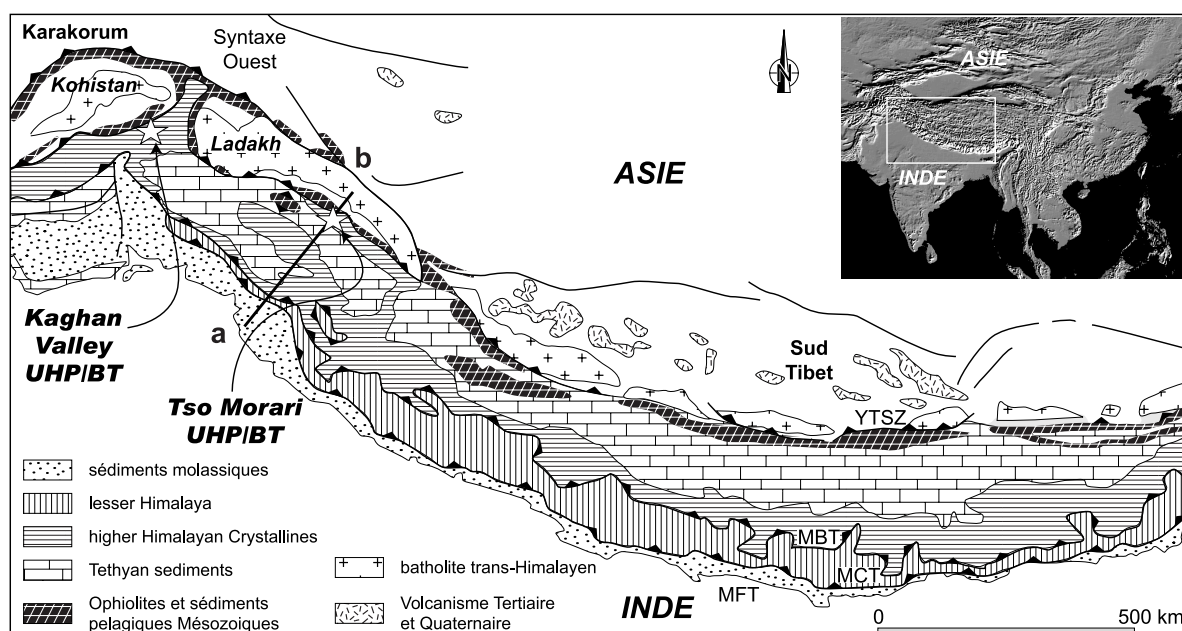 Karakorum
Syntaxe
Ouest
Kohistan
N
ASIE
INDE
Ladakh
b
ASIE
Kaghan
Valley
UHP/BT
a
Tso Morari
UHP/BT
Sud
Tibet
YTSZ
MBT
MCT
MFT
INDE
sédiments molassiques
lesser Himalaya
higher Himalayan Crystallines
Tethyan sediments
Ophiolites et sédiments
pelagiques Mésozoiques
batholite trans-Himalayen
Volcanisme Tertiaire
et Quaternaire
0 500 km